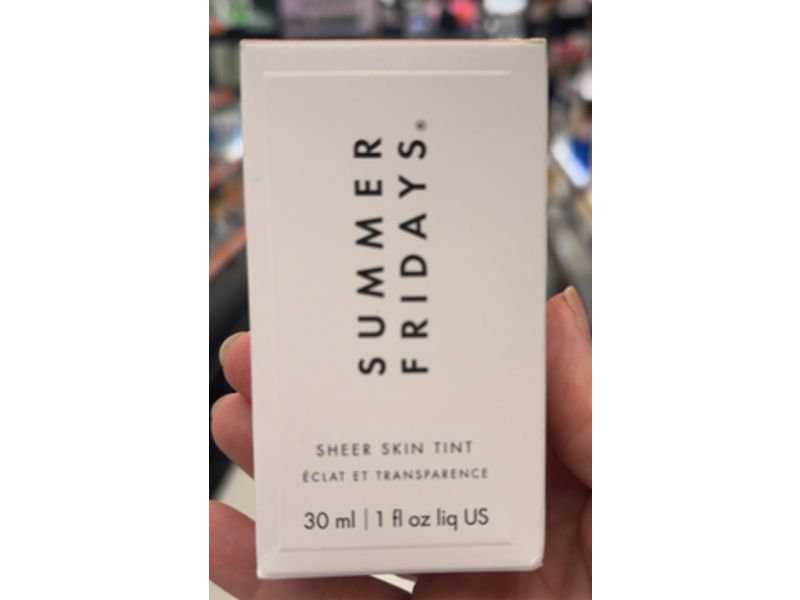 SUMMER
FRIDAYS®
SHEER SKIN TINT
ÉCLAT ET TRANSPARENCE
30 ml | 1 fl oz liq US